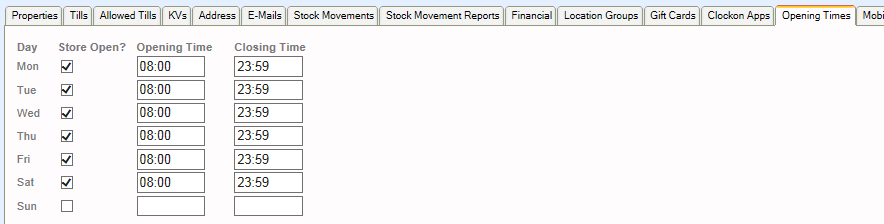 Properties Tills Allowed Tills KVs Address E-Mails Stock Movements Stock Movement Reports Financial Location Groups Gift Cards Clockon Apps Opening Times Mobi
Day Store Open? Opening Time Closing Time
Mon 08:00 23:59
Tue 08:00 23:59
Wed 08:00 23:59
Thu 08:00 23:59
Fri 08:00 23:59
Sat 08:00 23:59
Sun